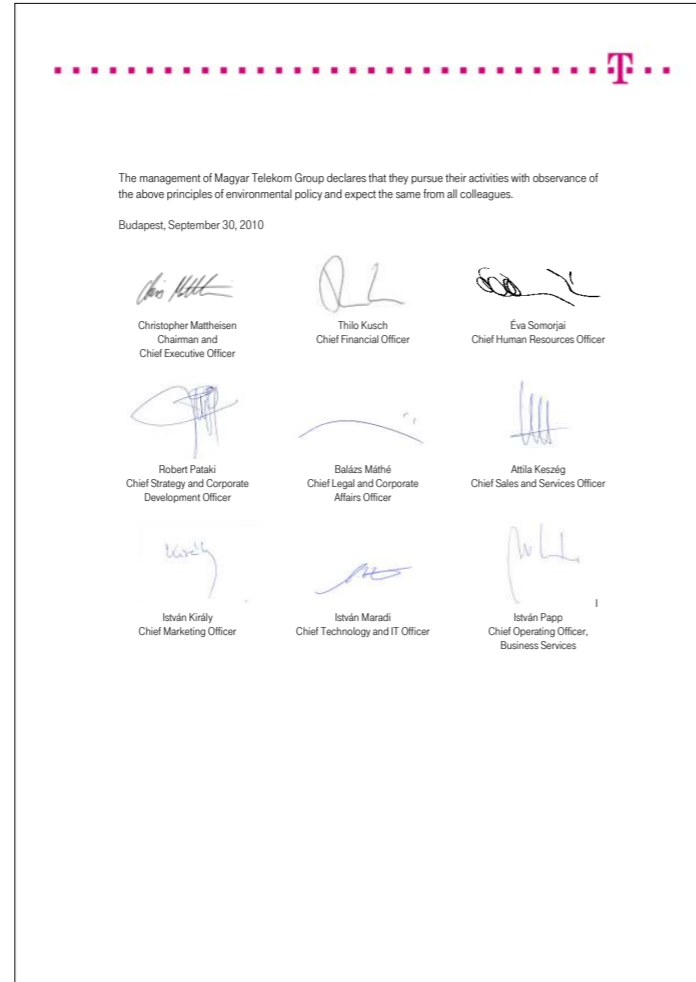 T
The management of Magyar Telekom Group declares that they pursue their activities with observance of
the above principles of environmental policy and expect the same from all colleagues.
Budapest, September 30, 2010
Christopher Mattheisen
Chairman and
Chief Executive Officer
Thilo Kusch
Chief Financial Officer
Éva Somorjai
Chief Human Resources Officer
Robert Pataki
Chief Strategy and Corporate
Development Officer
Balázs Máthé
Chief Legal and Corporate
Affairs Officer
Attila Keszég
Chief Sales and Services Officer
Király
István Király
Chief Marketing Officer
István Maradi
Chief Technology and IT Officer
István Papp
Chief Operating Officer,
Business Services